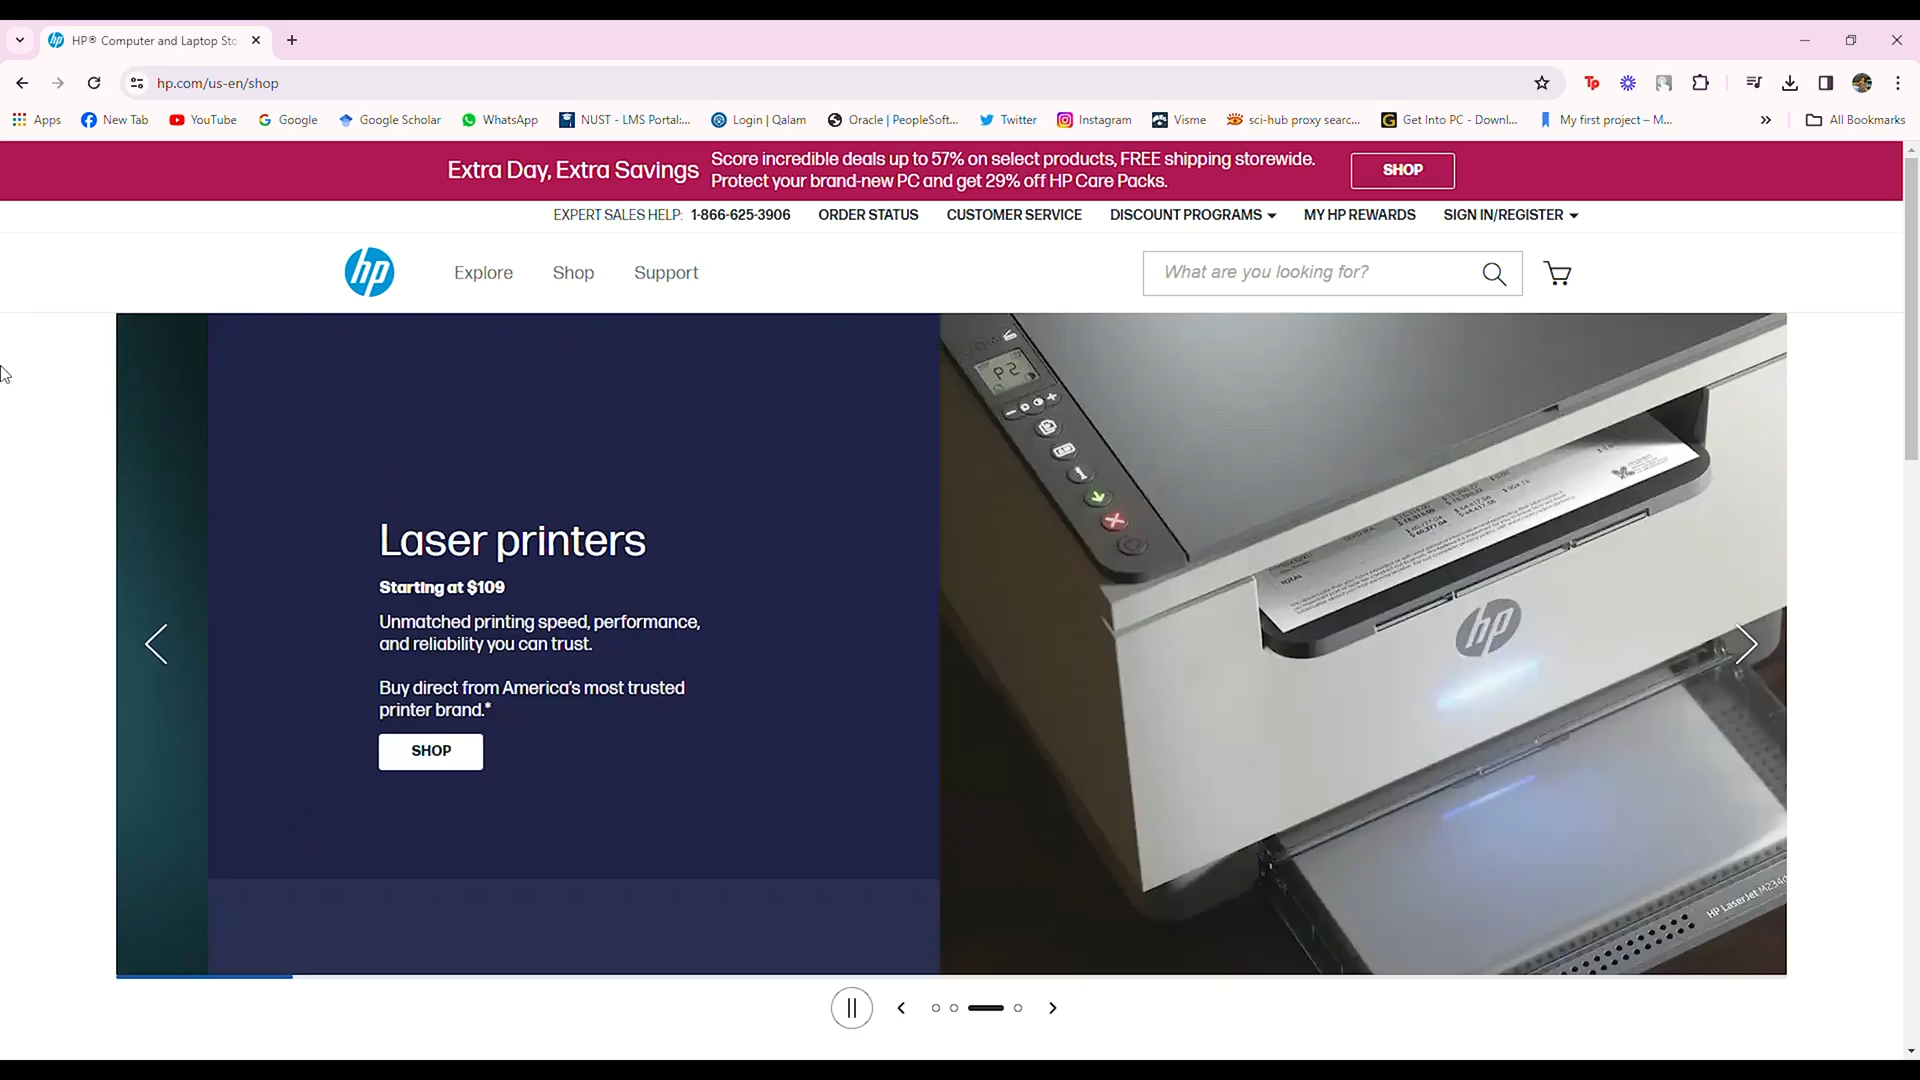 HP® Computer and Laptop Sto
hp.com/us-en/shop
Apps
New Tab
YouTube
Google
Google Scholar
WhatsApp
NUST - LMS Portal:...
Login | Qalam
Oracle | PeopleSoft...
Twitter
Instagram
Visme
sci-hub proxy searc...
Get Into PC - Downl...
My first project – M...
All Bookmarks
Extra Day, Extra Savings
Score incredible deals up to 57% on select products, FREE shipping storewide.
Protect your brand-new PC and get 29% off HP Care Packs.
SHOP
EXPERT SALES HELP: 1-866-625-3906
ORDER STATUS
CUSTOMER SERVICE
DISCOUNT PROGRAMS
MY HP REWARDS
SIGN IN/REGISTER
hp
Explore
Shop
Support
What are you looking for?
P2
Laser printers
Starting at $109
Unmatched printing speed, performance,
and reliability you can trust.
Buy direct from America's most trusted
printer brand.*
SHOP
TOTAL
hp